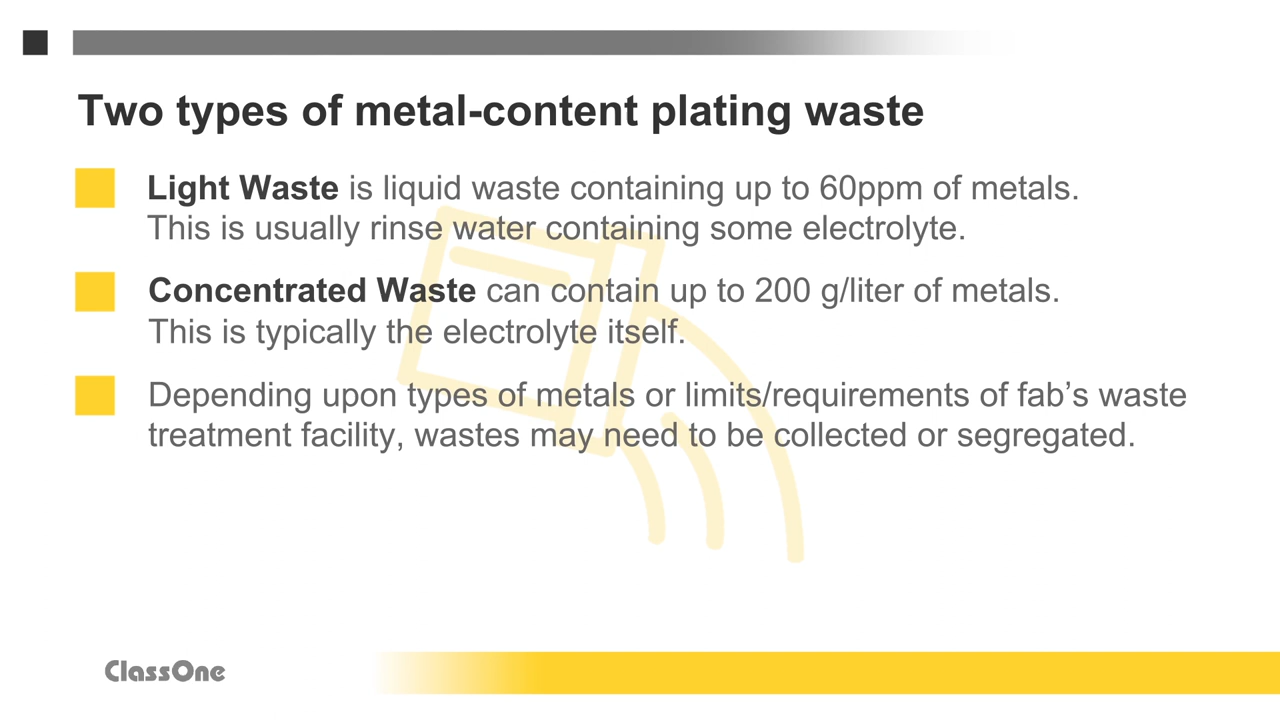 Two types of metal-content plating waste
Light Waste is liquid waste containing up to 60ppm of metals.
This is usually rinse water containing some electrolyte.
Concentrated Waste can contain up to 200 g/liter of metals.
This is typically the electrolyte itself.
Depending upon types of metals or limits/requirements of fab’s waste
treatment facility, wastes may need to be collected or segregated.
ClassOne